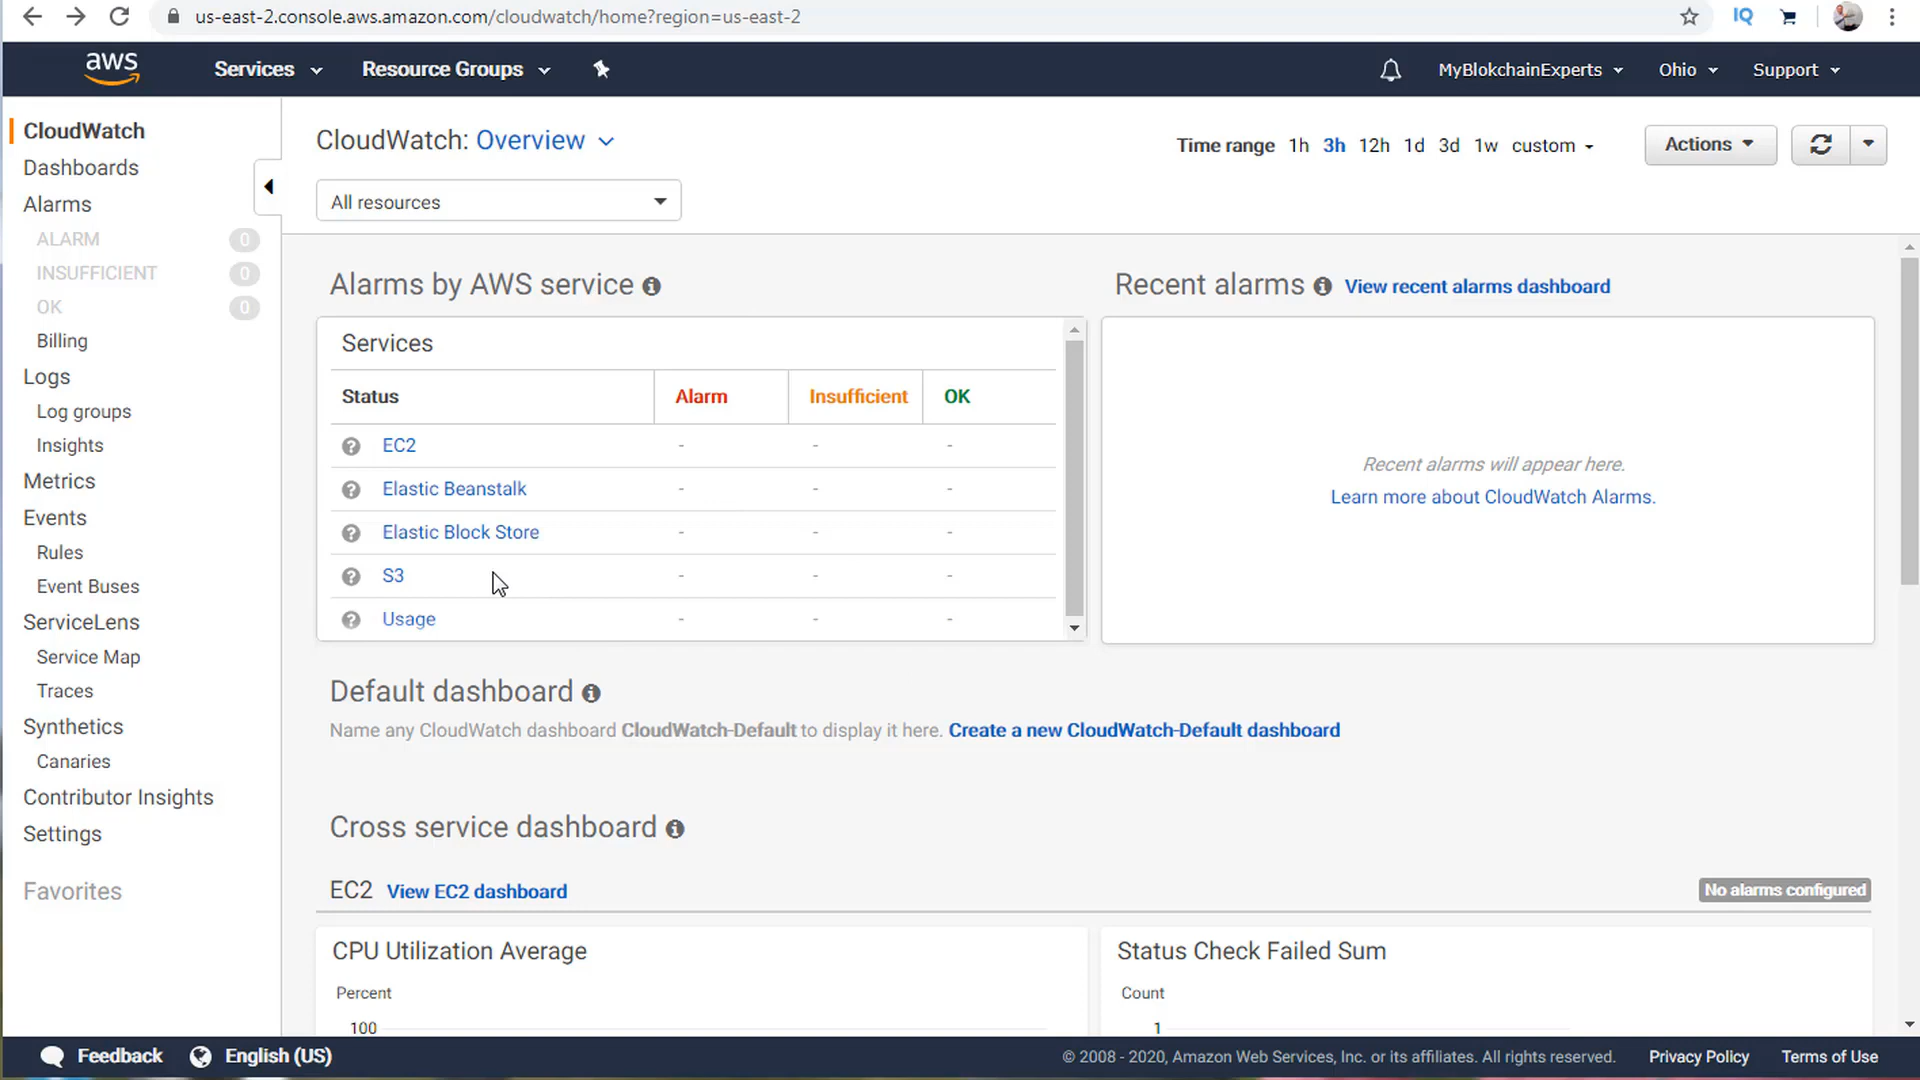 us-east-2.console.aws.amazon.com/cloudwatch/home?region=us-east-2
IQ
aws
Services
Resource Groups
MyBlokchainExperts
Ohio
Support
CloudWatch
Dashboards
Alarms
ALARM 0
INSUFFICIENT 0
OK 0
Billing
Logs
Log groups
Insights
Metrics
Events
Rules
Event Buses
ServiceLens
Service Map
Traces
Synthetics
Canaries
Contributor Insights
Settings
Favorites
CloudWatch: Overview
Time range 1h 3h 12h 1d 3d 1w custom
Actions
All resources
Alarms by AWS service
Services
Status Alarm Insufficient OK
EC2 - - -
Elastic Beanstalk - - -
Elastic Block Store - - -
S3 - - -
Usage - - -
Recent alarms View recent alarms dashboard
Recent alarms will appear here.
Learn more about CloudWatch Alarms.
Default dashboard
Name any CloudWatch dashboard CloudWatch-Default to display it here. Create a new CloudWatch-Default dashboard
Cross service dashboard
EC2 View EC2 dashboard
No alarms configured
CPU Utilization Average
Percent
100
Status Check Failed Sum
Count
1
Feedback
English (US)
© 2008 - 2020, Amazon Web Services, Inc. or its affiliates. All rights reserved.
Privacy Policy
Terms of Use